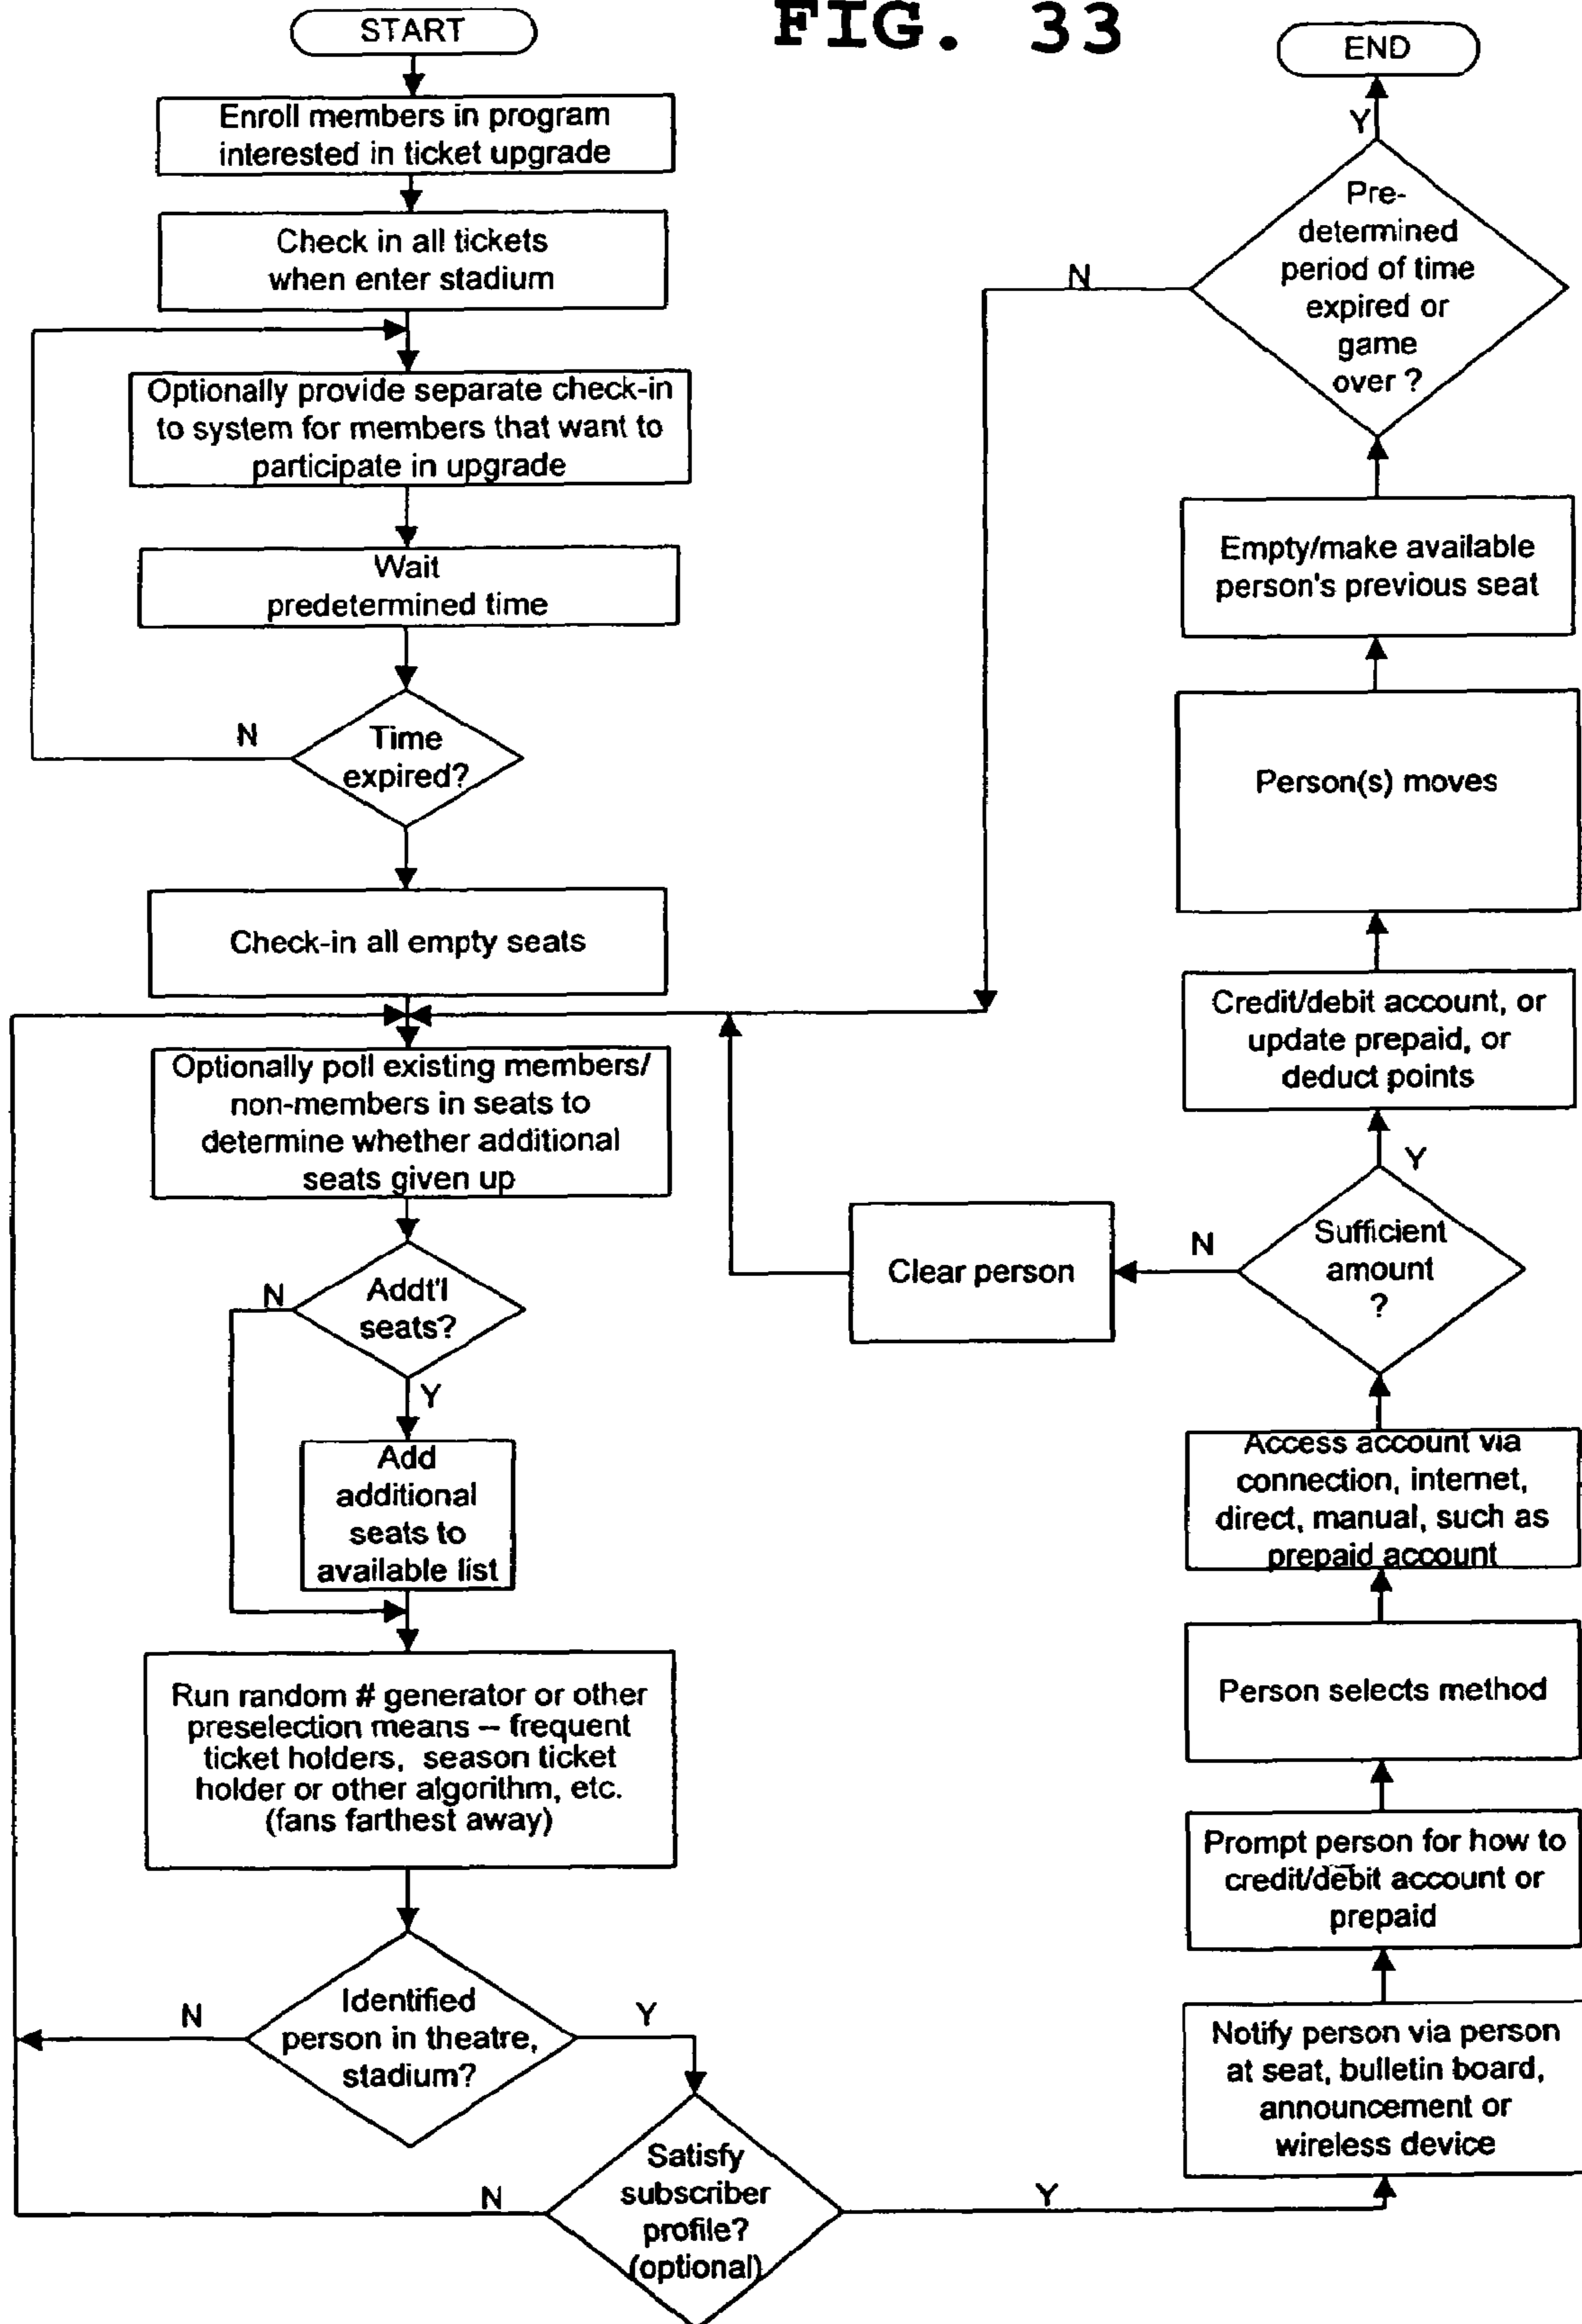 FIG. 33
START
Enroll members in program
interested in ticket upgrade
Check in all tickets
when enter stadium
Optionally provide separate check-in
to system for members that want to
participate in upgrade
Wait
predetermined time
N
Time
expired?
Check-in all empty seats
Optionally poll existing members/
non-members in seats to
determine whether additional
seats given up
N
Addt'l
seats?
Y
Add
additional
seats to
available list
Run random # generator or other
preselection means – frequent
ticket holders, season ticket
holder or other algorithm, etc.
(fans farthest away)
N
Identified
person in theatre,
stadium?
Y
N
Satisfy
subscriber
profile?
(optional)
Y
Notify person via person
at seat, bulletin board,
announcement or
wireless device
Prompt person for how to
credit/debit account or
prepaid
Person selects method
Access account via
connection, internet,
direct, manual, such as
prepaid account
Sufficient
amount
?
N
Clear person
Y
Credit/debit account, or
update prepaid, or
deduct points
Person(s) moves
Empty/make available
person's previous seat
Pre-
determined
period of time
expired or
game
over ?
N
Y
END